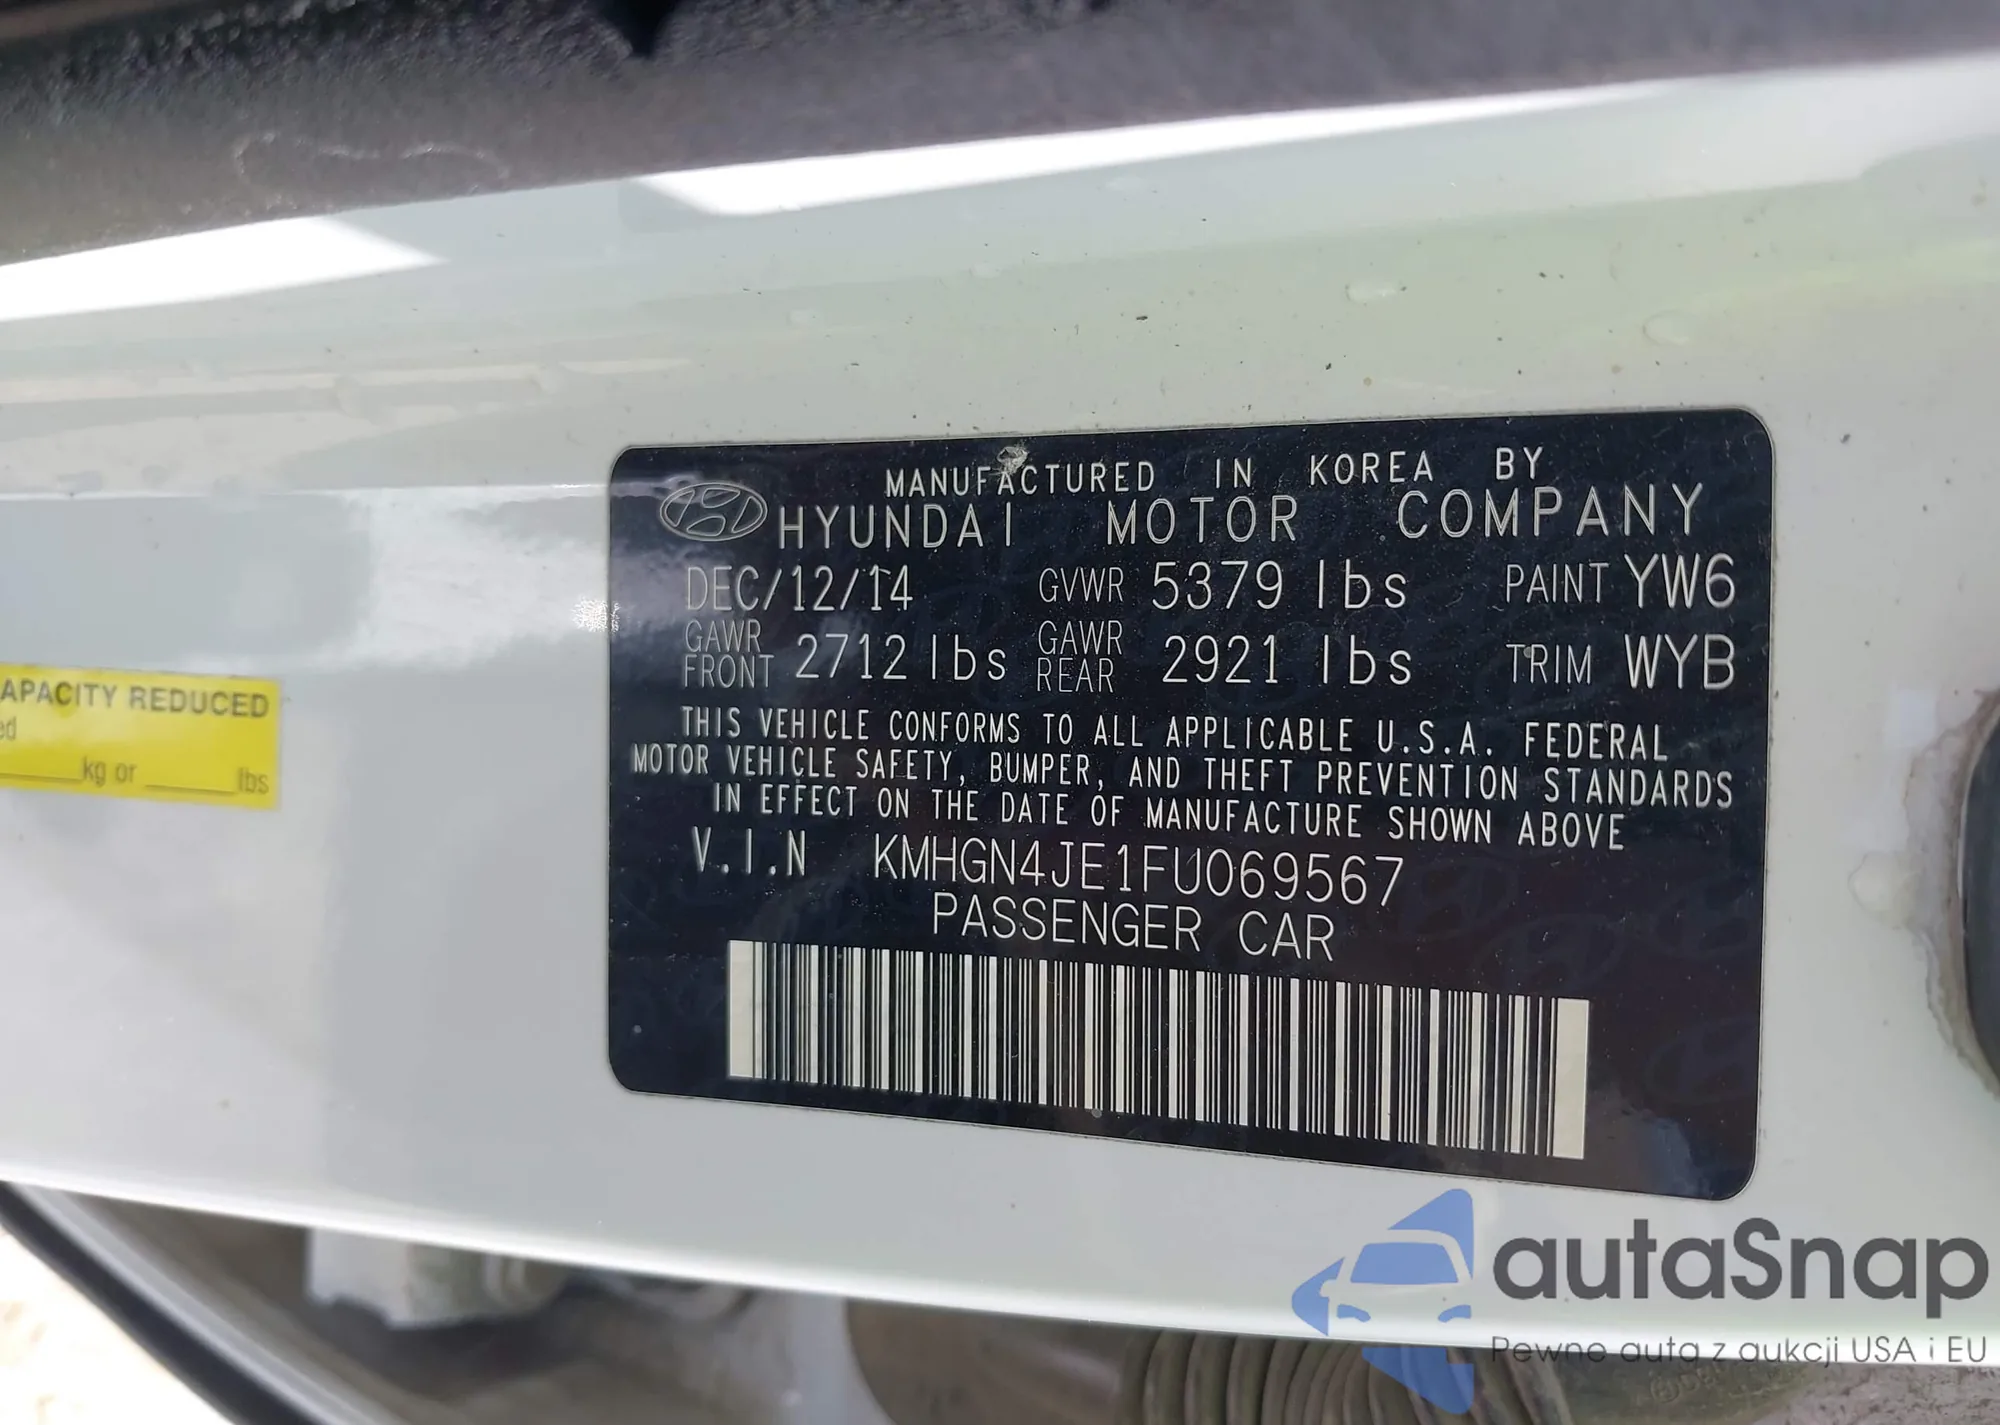 MANUFACTURED IN KOREA BY
HYUNDAI MOTOR COMPANY
DEC/12/14 GVWR 5379 lbs PAINT YW6
GAWR FRONT 2712 lbs GAWR REAR 2921 lbs TRIM WYB
THIS VEHICLE CONFORMS TO ALL APPLICABLE U.S.A. FEDERAL
MOTOR VEHICLE SAFETY, BUMPER, AND THEFT PREVENTION STANDARDS
IN EFFECT ON THE DATE OF MANUFACTURE SHOWN ABOVE
V.I.N KMHGN4JE1FU069567
PASSENGER CAR
APACITY REDUCED
ed
kg or lbs
autaSnap
Pewne auta z aukcji USA i EU